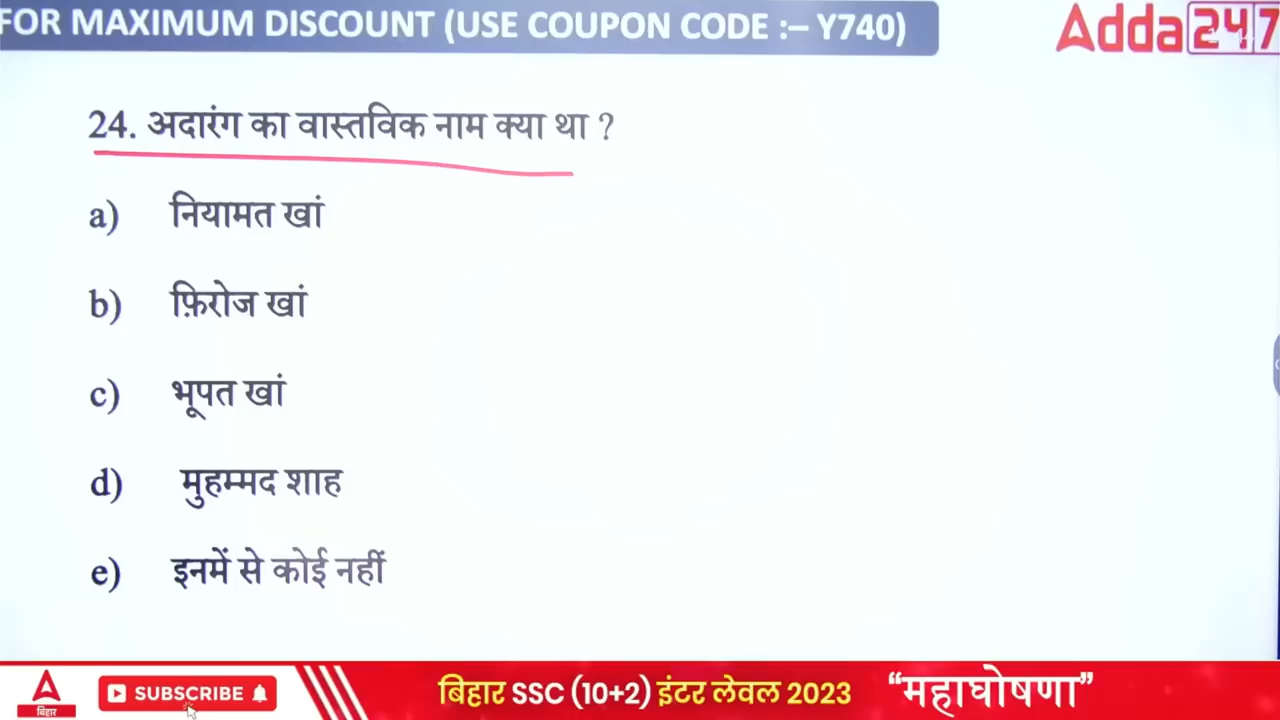 FOR MAXIMUM DISCOUNT (USE COUPON CODE :– Y740)
Adda247
24. अदारंग का वास्तविक नाम क्या था ?
a) नियामत खां
b) फ़िरोज खां
c) भूपत खां
d) मुहम्मद शाह
e) इनमें से कोई नहीं
बिहार
SUBSCRIBE
बिहार SSC (10+2) इंटर लेवल 2023 “महाघोषणा”